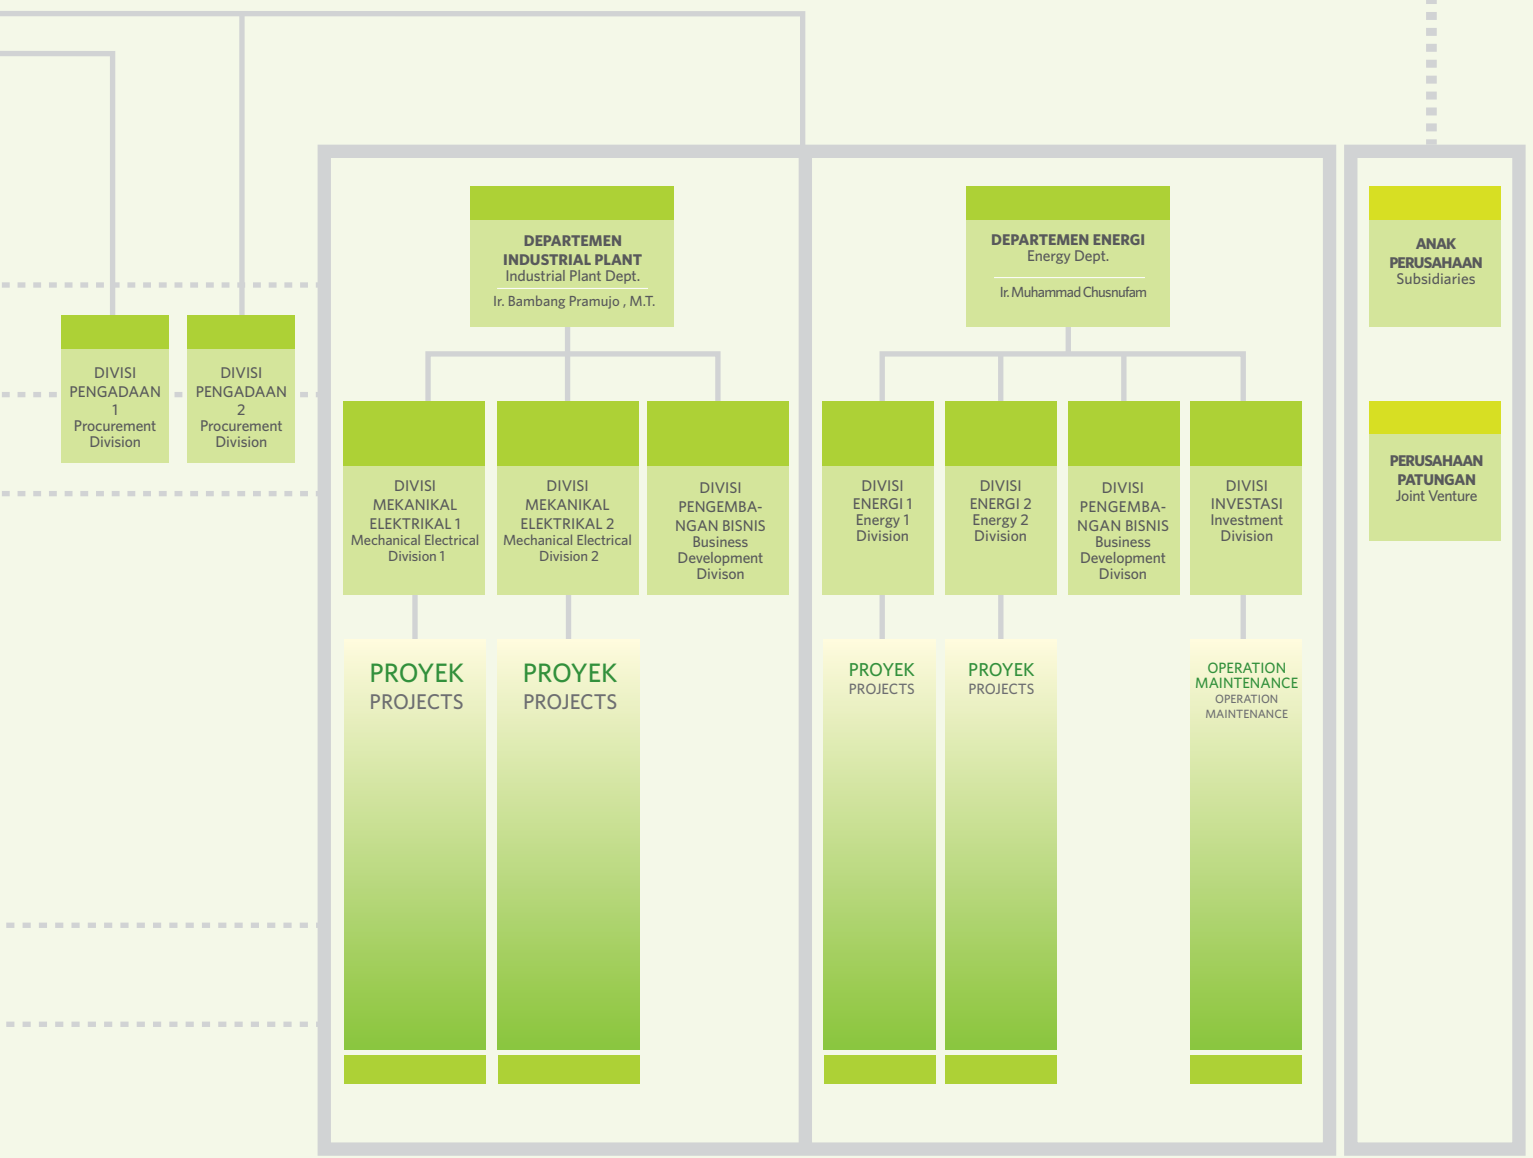 DEPARTEMEN
INDUSTRIAL PLANT
Industrial Plant Dept.
Ir. Bambang Pramujo , M.T.
DEPARTEMEN ENERGI
Energy Dept.
Ir. Muhammad Chusnufam
ANAK
PERUSAHAAN
Subsidiaries
DIVISI
PENGADAAN
1
Procurement
Division
DIVISI
PENGADAAN
2
Procurement
Division
DIVISI
MEKANIKAL
ELEKTRIKAL 1
Mechanical Electrical
Division 1
DIVISI
MEKANIKAL
ELEKTRIKAL 2
Mechanical Electrical
Division 2
DIVISI
PENGEMBA-
NGAN BISNIS
Business
Development
Divison
DIVISI
ENERGI 1
Energy 1
Division
DIVISI
ENERGI 2
Energy 2
Division
DIVISI
PENGEMBA-
NGAN BISNIS
Business
Development
Divison
DIVISI
INVESTASI
Investment
Division
PERUSAHAAN
PATUNGAN
Joint Venture
PROYEK
PROJECTS
PROYEK
PROJECTS
PROYEK
PROJECTS
PROYEK
PROJECTS
OPERATION
MAINTENANCE
OPERATION
MAINTENANCE